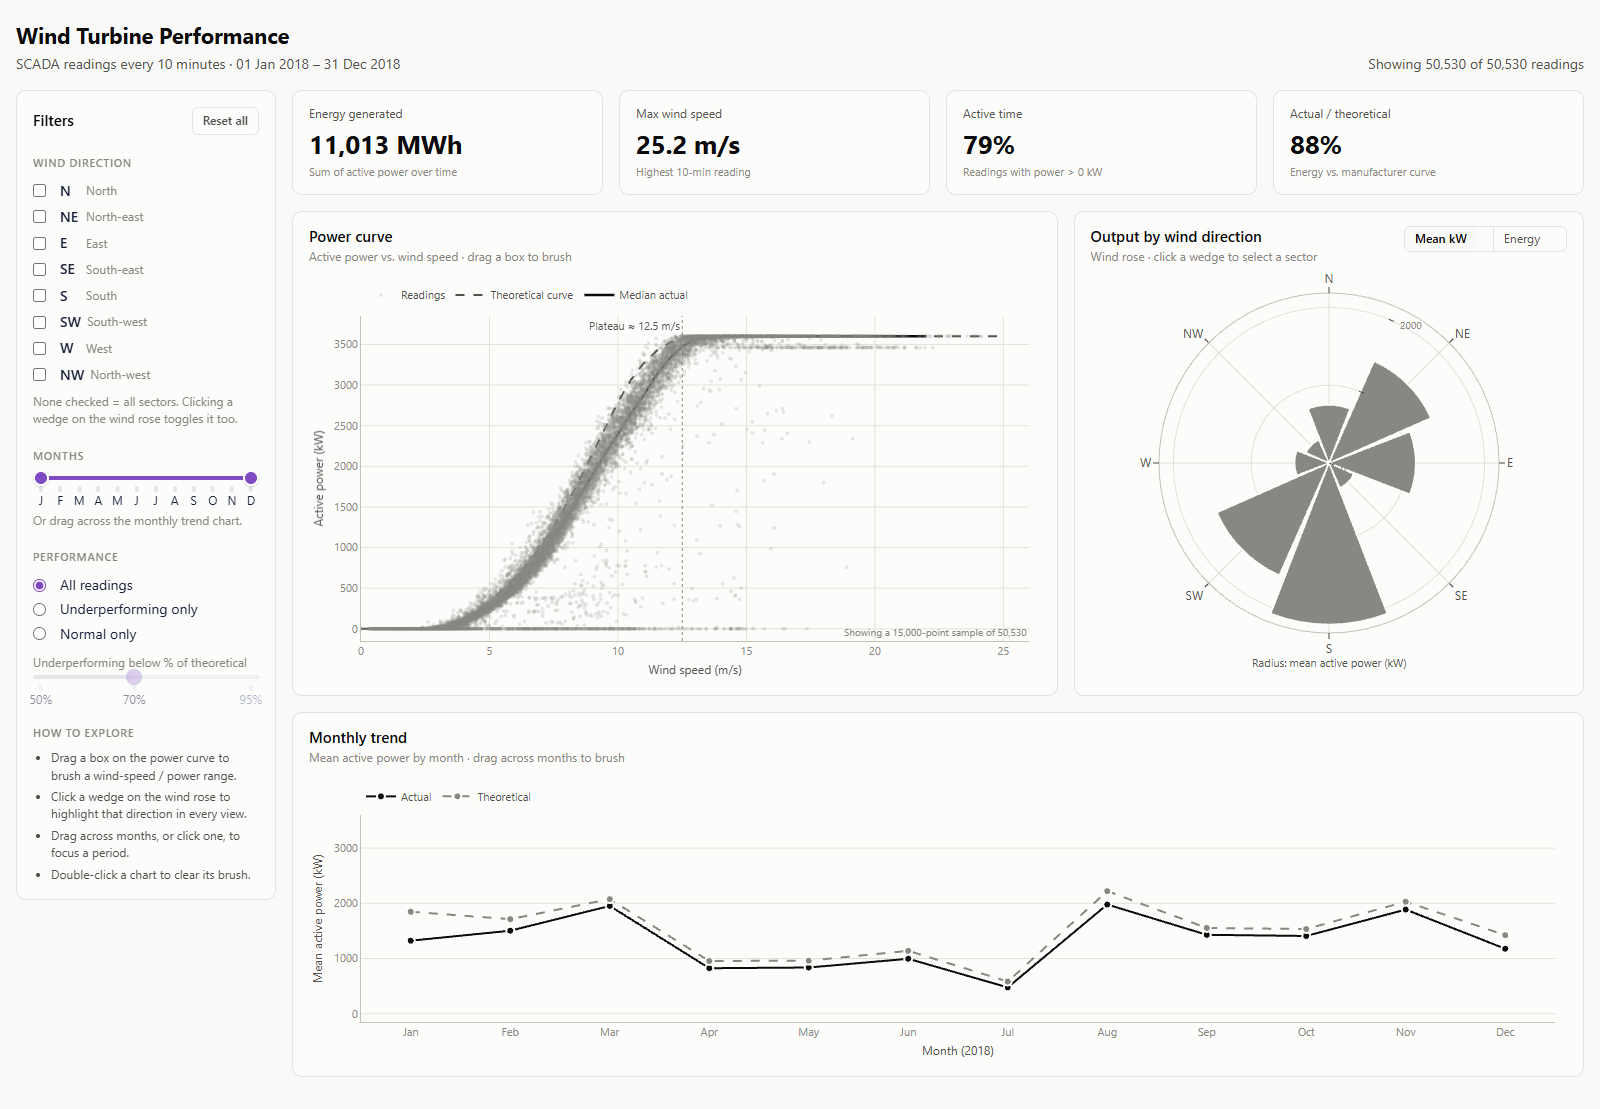 Wind Turbine Performance
SCADA readings every 10 minutes · 01 Jan 2018 – 31 Dec 2018
Showing 50,530 of 50,530 readings
Filters
Reset all
WIND DIRECTION
N North
NE North-east
E East
SE South-east
S South
SW South-west
W West
NW North-west
None checked = all sectors. Clicking a
wedge on the wind rose toggles it too.
MONTHS
J F M A M J J A S O N D
Or drag across the monthly trend chart.
PERFORMANCE
All readings
Underperforming only
Normal only
Underperforming below % of theoretical
50% 70% 95%
HOW TO EXPLORE
• Drag a box on the power curve to
brush a wind-speed / power range.
• Click a wedge on the wind rose to
highlight that direction in every view.
• Drag across months, or click one, to
focus a period.
• Double-click a chart to clear its brush.
Energy generated
11,013 MWh
Sum of active power over time
Max wind speed
25.2 m/s
Highest 10-min reading
Active time
79%
Readings with power > 0 kW
Actual / theoretical
88%
Energy vs. manufacturer curve
Power curve
Active power vs. wind speed · drag a box to brush
Readings Theoretical curve Median actual
Plateau ≈ 12.5 m/s
3500
3000
2500
2000
1500
1000
500
0
Active power (kW)
Showing a 15,000-point sample of 50,530
0 5 10 15 20 25
Wind speed (m/s)
Output by wind direction
Mean kW Energy
Wind rose · click a wedge to select a sector
N
2000
NW NE
W E
SW SE
S
Radius: mean active power (kW)
Monthly trend
Mean active power by month · drag across months to brush
Actual Theoretical
3000
2000
1000
0
Mean active power (kW)
Jan Feb Mar Apr May Jun Jul Aug Sep Oct Nov Dec
Month (2018)